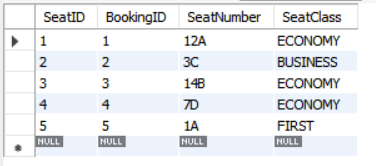 SeatID BookingID SeatNumber SeatClass
1 1 12A ECONOMY
2 2 3C BUSINESS
3 3 14B ECONOMY
4 4 7D ECONOMY
5 5 1A FIRST
NULL NULL NULL NULL